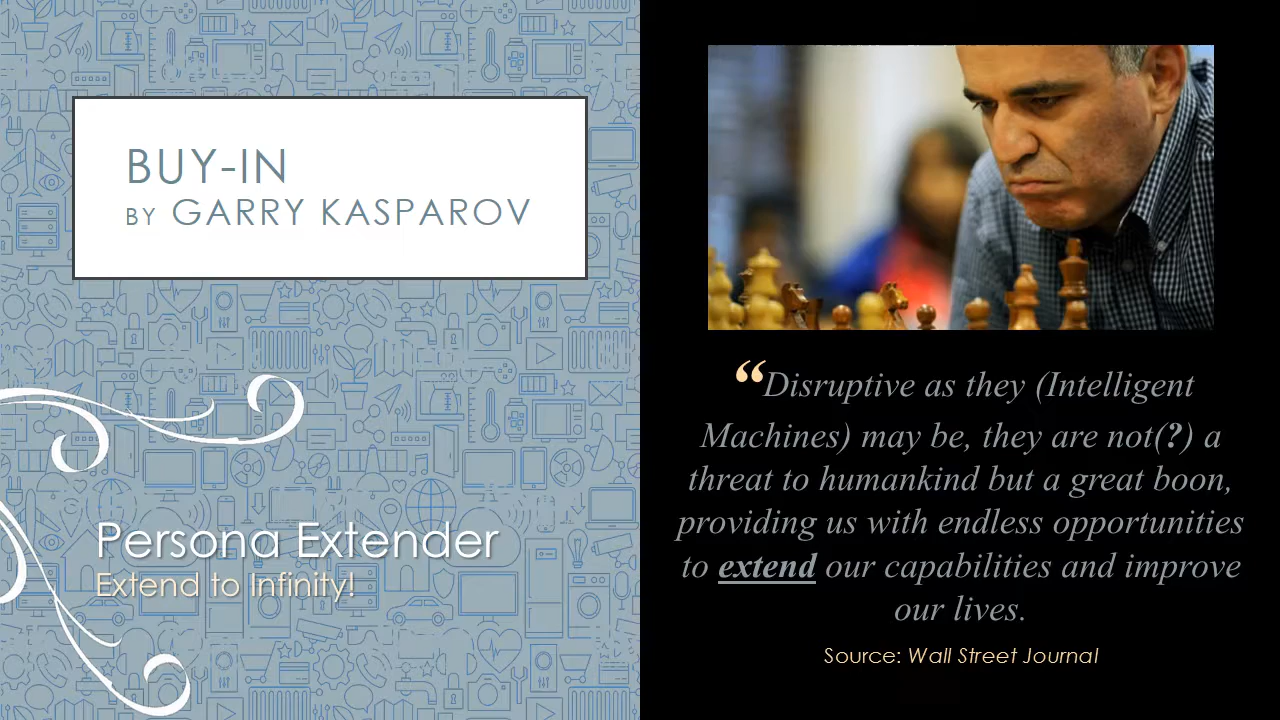 BUY-IN
BY GARRY KASPAROV
Persona Extender
Extend to Infinity!
“Disruptive as they (Intelligent
Machines) may be, they are not(?) a
threat to humankind but a great boon,
providing us with endless opportunities
to extend our capabilities and improve
our lives.
Source: Wall Street Journal